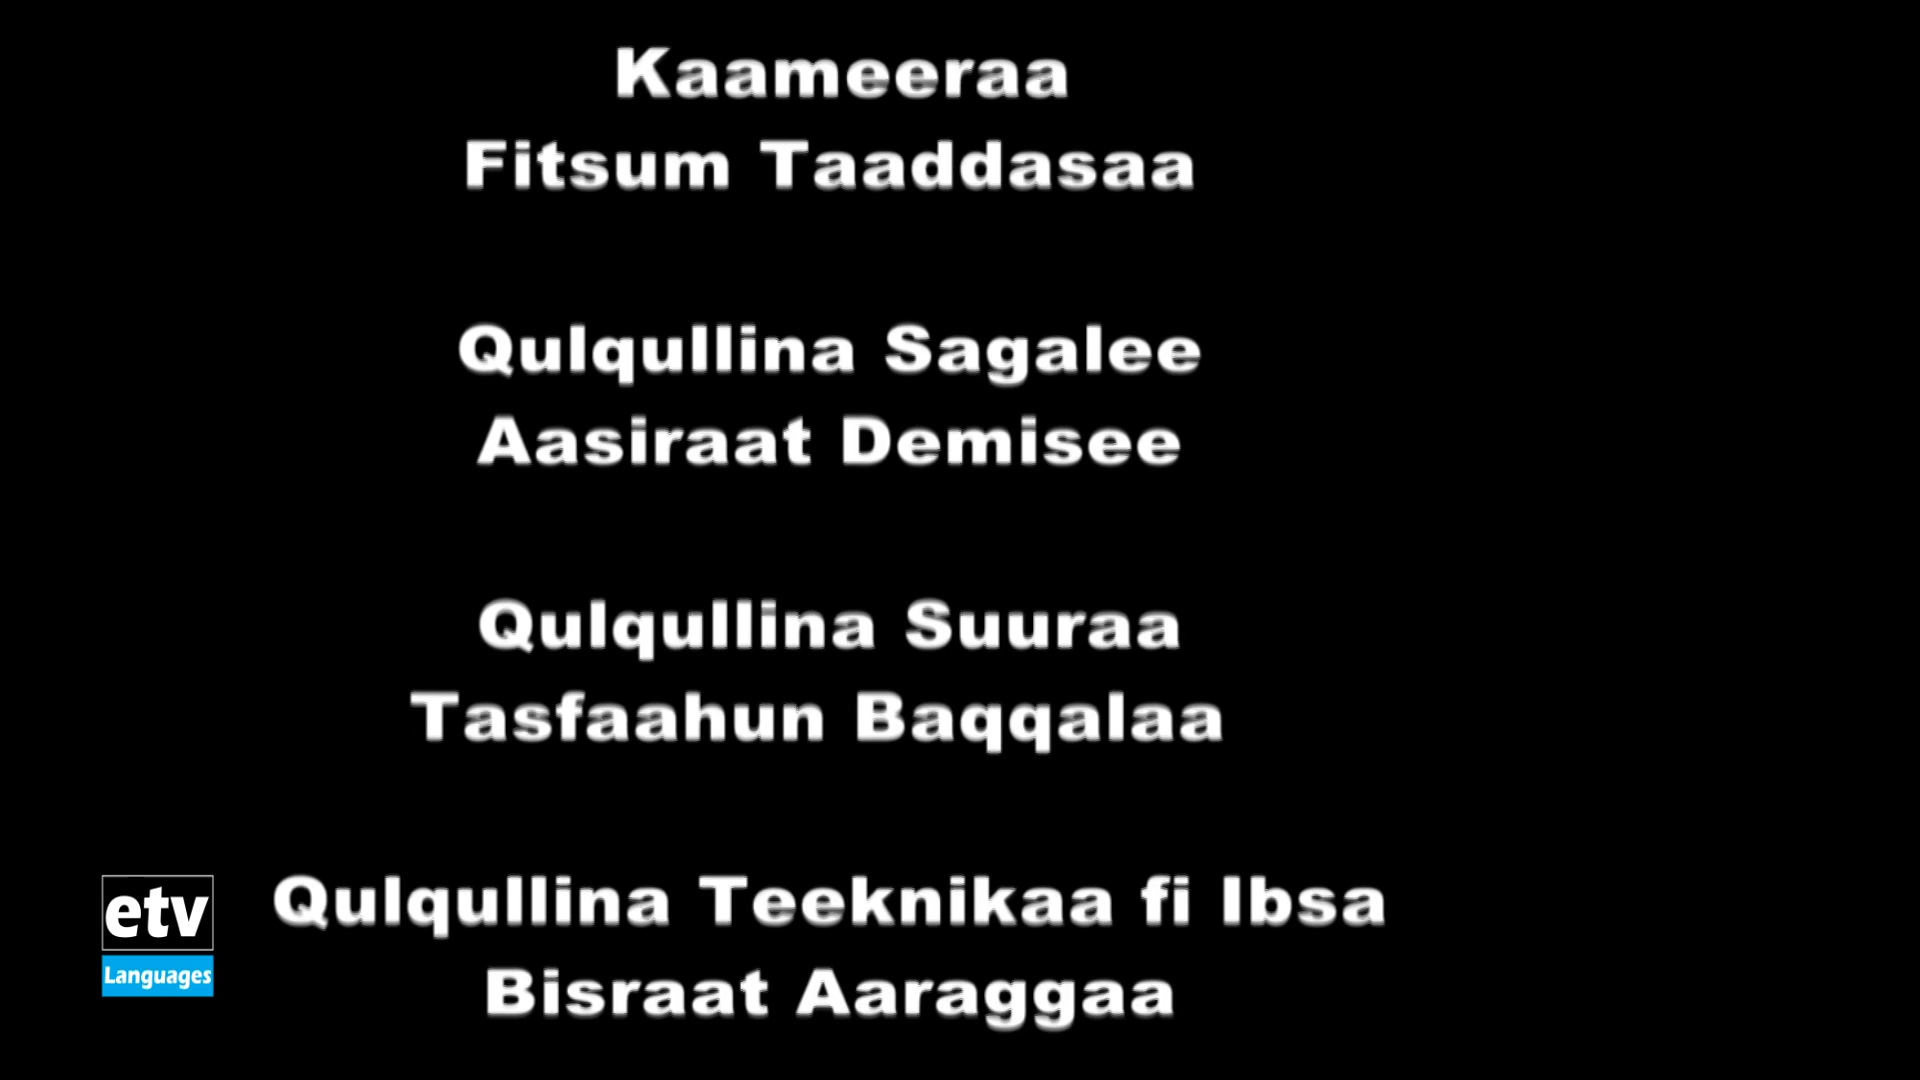 Kaameeraa
Fitsum Taaddasaa
Qulqullina Sagalee
Aasiraat Demisee
Qulqullina Suuraa
Tasfaahun Baqqalaa
Qulqullina Teeknikaa fi Ibsa
Bisraat Aaraggaa
etv
Languages